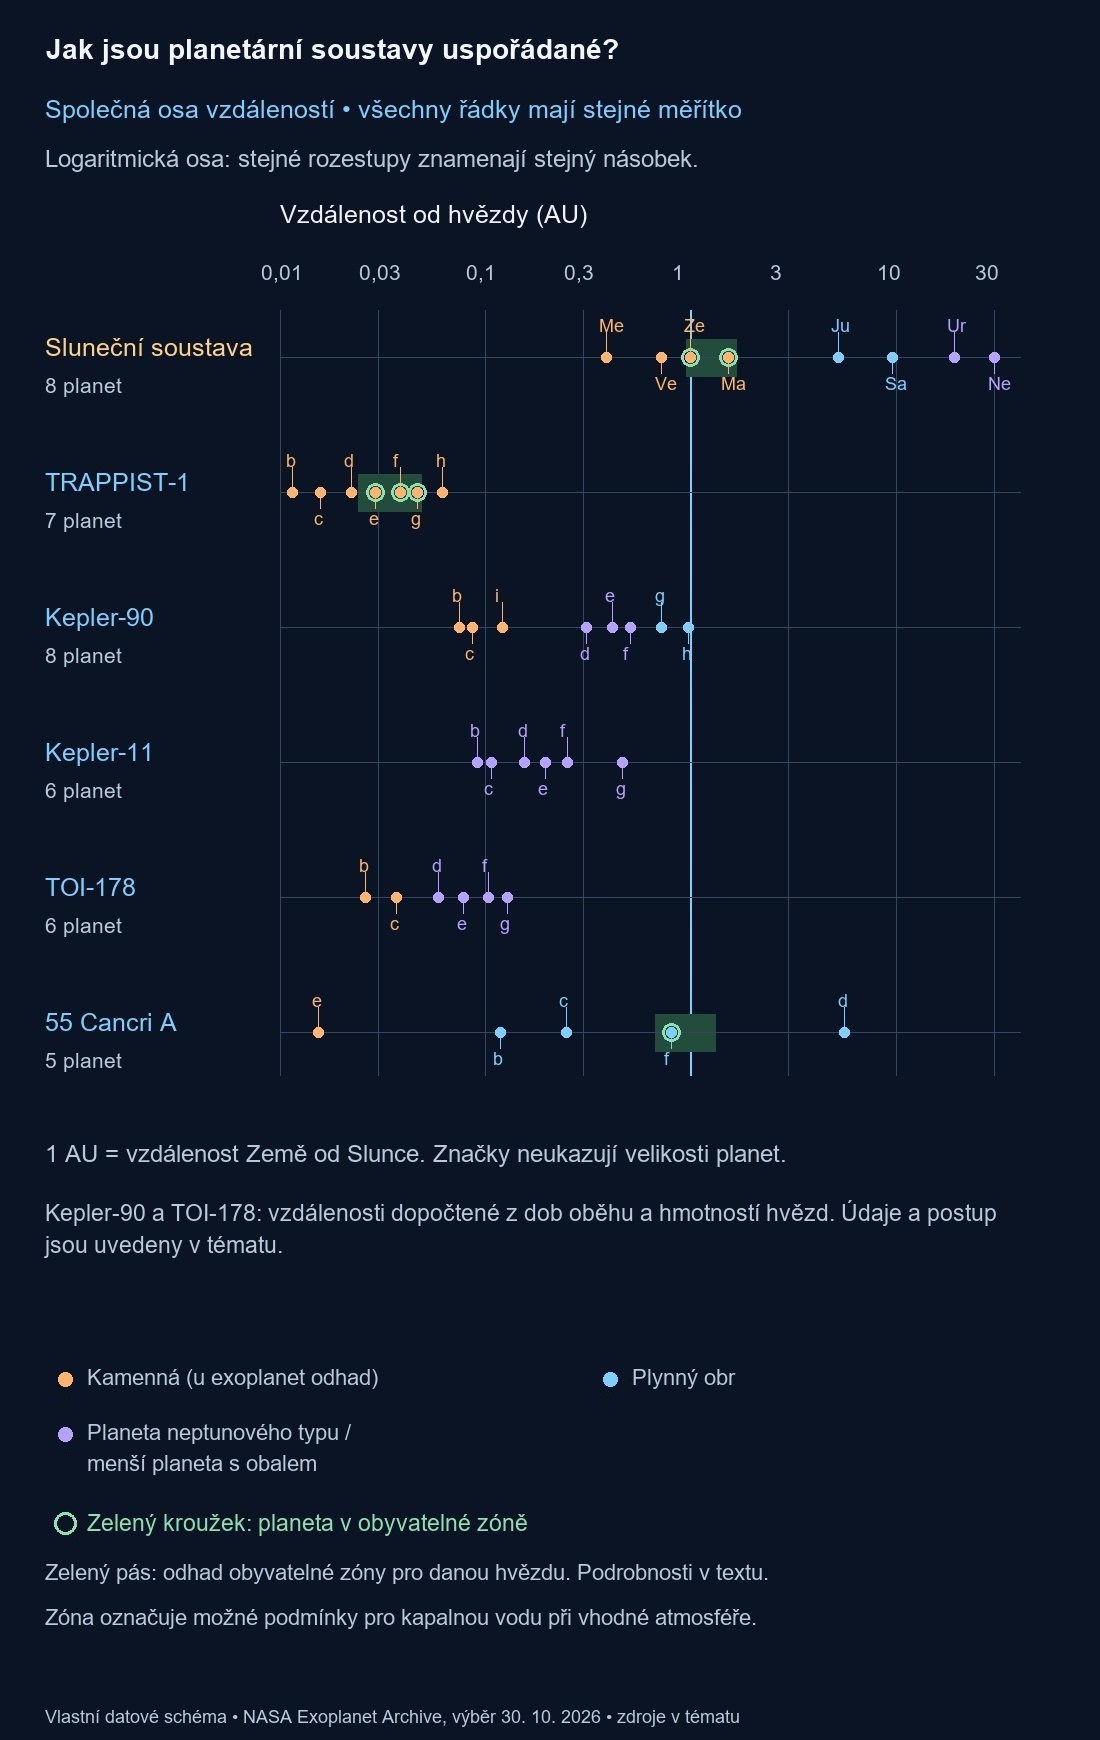 Jak jsou planetární soustavy uspořádané?
Společná osa vzdáleností • všechny řádky mají stejné měřítko
Logaritmická osa: stejné rozestupy znamenají stejný násobek.
Vzdálenost od hvězdy (AU)
0,01 0,03 0,1 0,3 1 3 10 30
Me Ze Ju Ur
Sluneční soustava
8 planet
Ve Ma Sa Ne
b d f h
TRAPPIST-1
7 planet
c e g
b i e g
Kepler-90
8 planet
c d f h
b d f
Kepler-11
6 planet
c e g
b d f
TOI-178
6 planet
c e g
e c d
55 Cancri A
5 planet
b f
1 AU = vzdálenost Země od Slunce. Značky neukazují velikosti planet.
Kepler-90 a TOI-178: vzdálenosti dopočtené z dob oběhu a hmotností hvězd. Údaje a postup
jsou uvedeny v tématu.
Kamenná (u exoplanet odhad)
Plynný obr
Planeta neptunového typu /
menší planeta s obalem
Zelený kroužek: planeta v obyvatelné zóně
Zelený pás: odhad obyvatelné zóny pro danou hvězdu. Podrobnosti v textu.
Zóna označuje možné podmínky pro kapalnou vodu při vhodné atmosféře.
Vlastní datové schéma • NASA Exoplanet Archive, výběr 30. 10. 2026 • zdroje v tématu